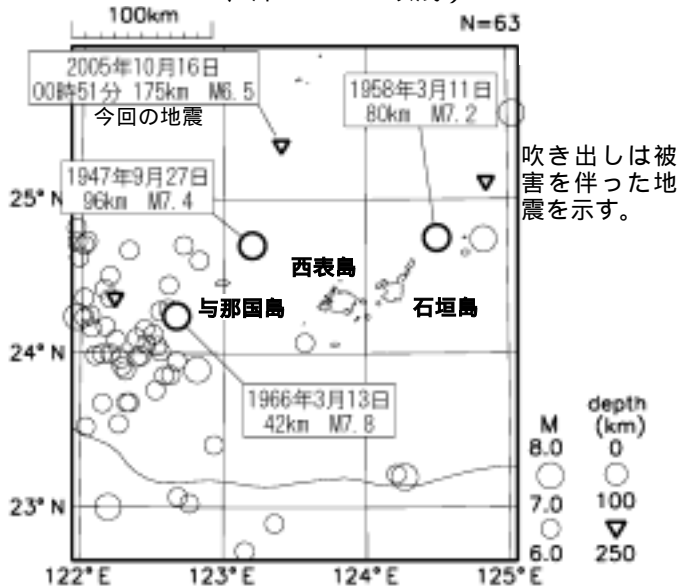 100km
N=63
2005年10月16日
00時51分 175km M6.5
今回の地震
1958年3月11日
80km M7.2
吹き出しは被
害を伴った地
震を示す。
25°N
1947年9月27日
96km M7.4
西表島
与那国島
石垣島
24°N
1966年3月13日
42km M7.8
M
depth
(km)
8.0
0
7.0
100
6.0
250
23°N
122°E
123°E
124°E
125°E